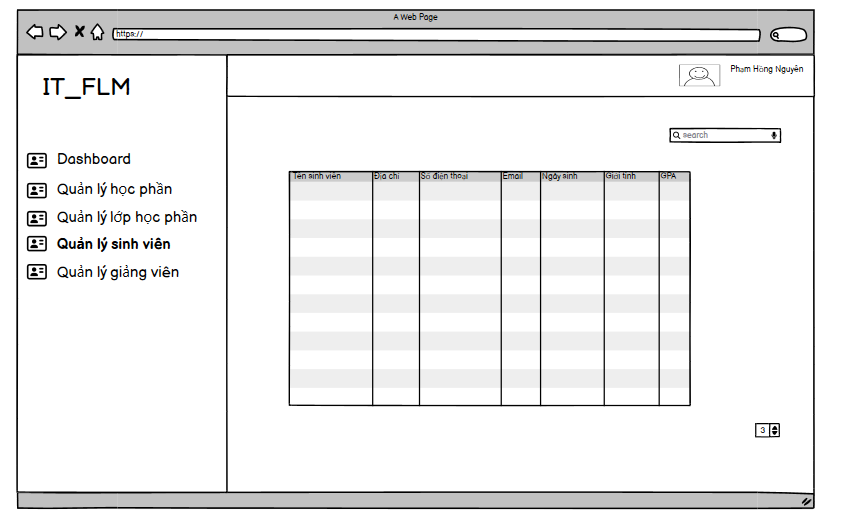 A Web Page
https://
IT_FLM
Phạm Hồng Nguyên
search
Dashboard
Quản lý học phần
Quản lý lớp học phần
Quản lý sinh viên
Quản lý giảng viên
Tên sinh viên Địa chỉ Số điện thoại Email Ngày sinh Giới tính GPA
3